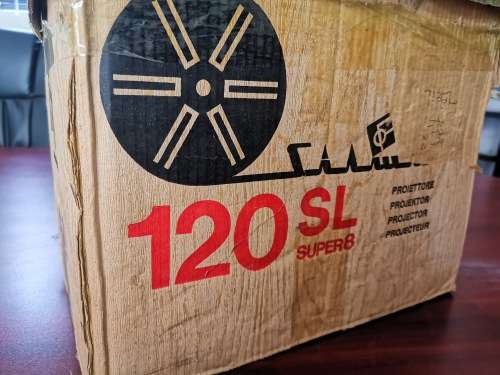 120 SL
SUPER8
PROIETTORE
PROJEKTOR
PROJECTOR
PROJECTEUR